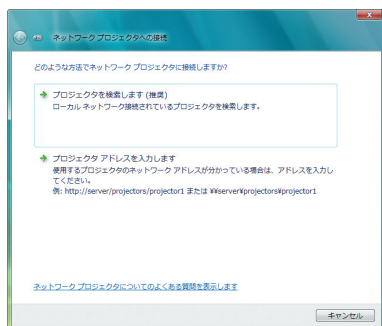 ネットワーク プロジェクタへの接続
どのような方法でネットワーク プロジェクタに接続しますか?
プロジェクタを検索します (推奨)
ローカル ネットワーク接続されているプロジェクタを検索します。
プロジェクタ アドレスを入力します
使用するプロジェクタのネットワーク アドレスが分かっている場合は、アドレスを入力し
てください。
例: http://server/projectors/projector1 または ¥¥server¥projectors¥projector1
ネットワーク プロジェクタについてのよくある質問を表示します
キャンセル